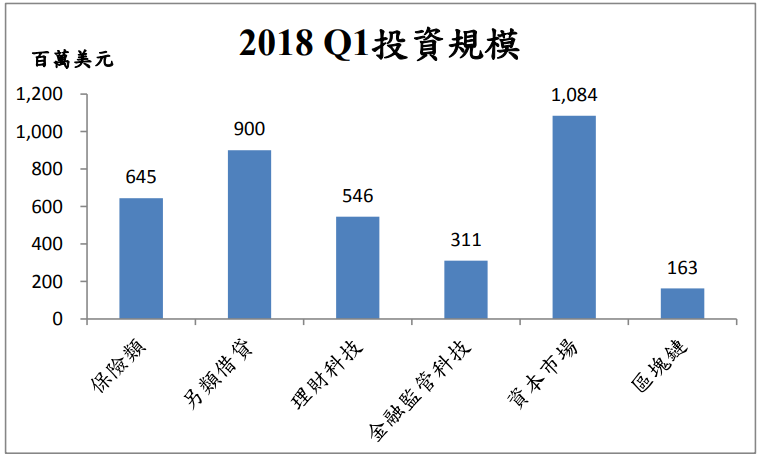 2018 Q1投資規模
百萬美元
1,200
1,000
800
600
400
200
0
645
900
546
311
1,084
163
保險類
另類借貸
理財科技
金融監管科技
資本市場
區塊鏈